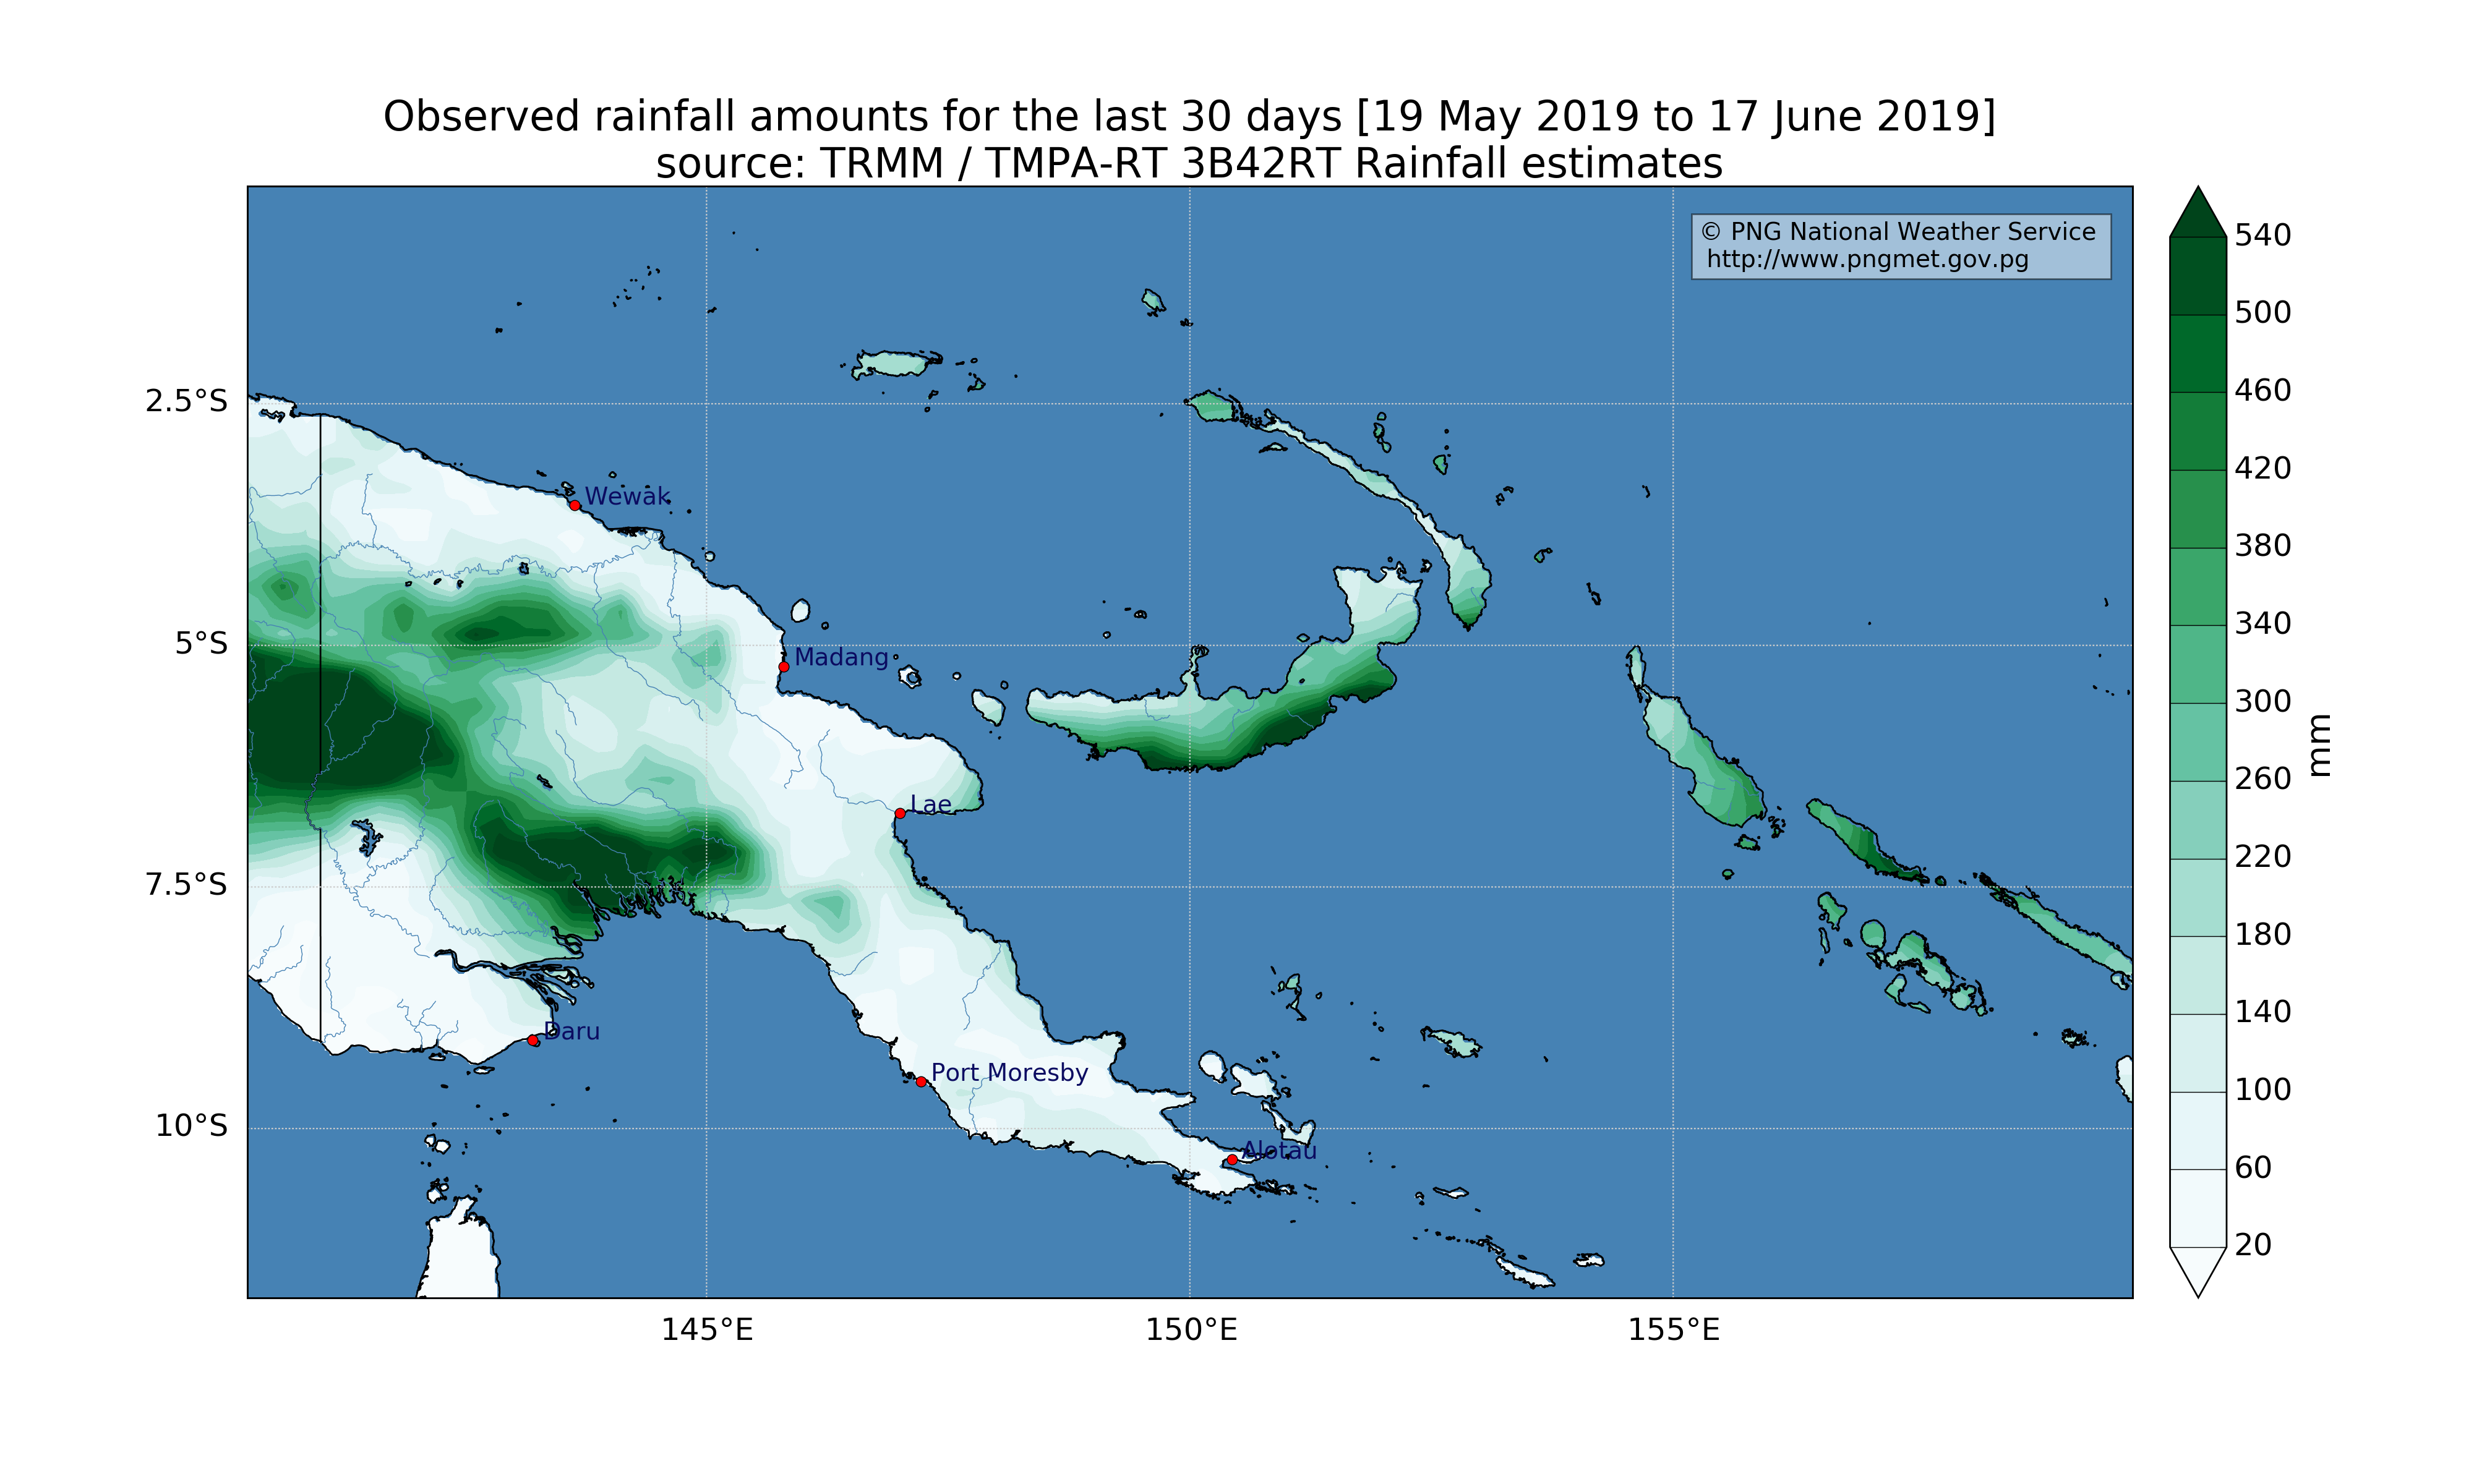 Observed rainfall amounts for the last 30 days [19 May 2019 to 17 June 2019]
source: TRMM / TMPA-RT 3B42RT Rainfall estimates
© PNG National Weather Service
http://www.pngmet.gov.pg
2.5°S
5°S
7.5°S
10°S
Wewak
Madang
Lae
Daru
Port Moresby
Alotau
145°E
150°E
155°E
540
500
460
420
380
340
300
260
220
180
140
100
60
20
mm